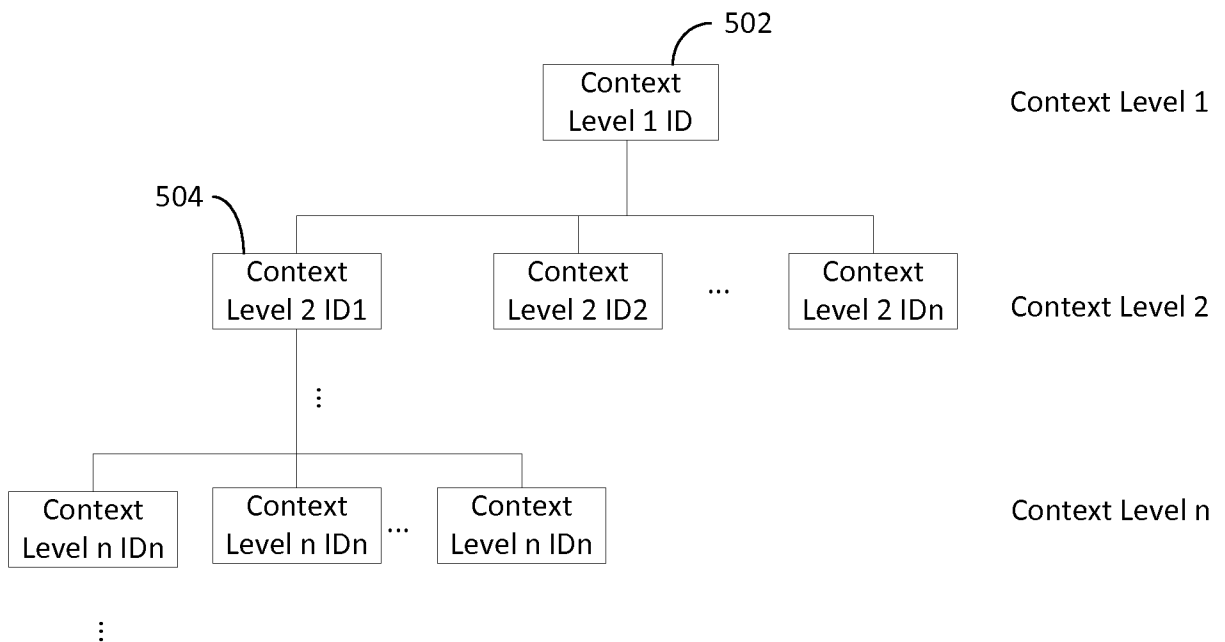 502
Context
Level 1 ID
Context Level 1
504
Context
Level 2 ID1
Context
Level 2 ID2
...
Context
Level 2 IDn
Context Level 2
...
Context
Level n IDn
Context
Level n IDn
...
Context
Level n IDn
Context Level n
...